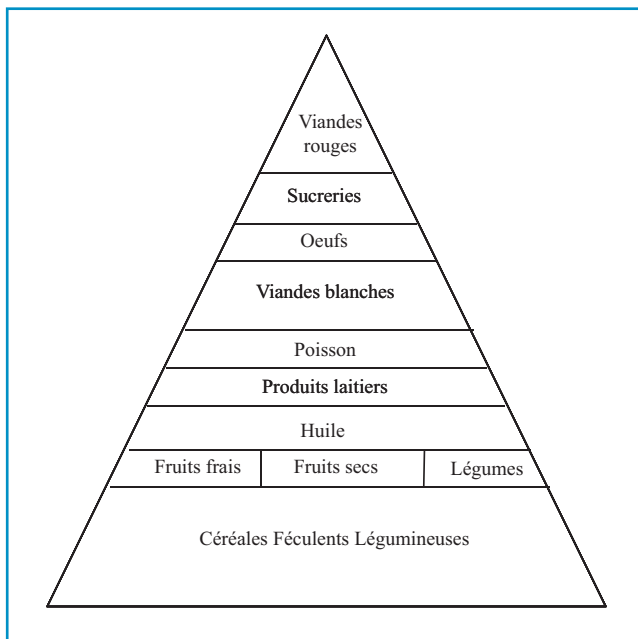 Viandes
rouges
Sucreries
Oeufs
Viandes blanches
Poisson
Produits laitiers
Huile
Fruits frais Fruits secs Légumes
Céréales Féculents Légumineuses